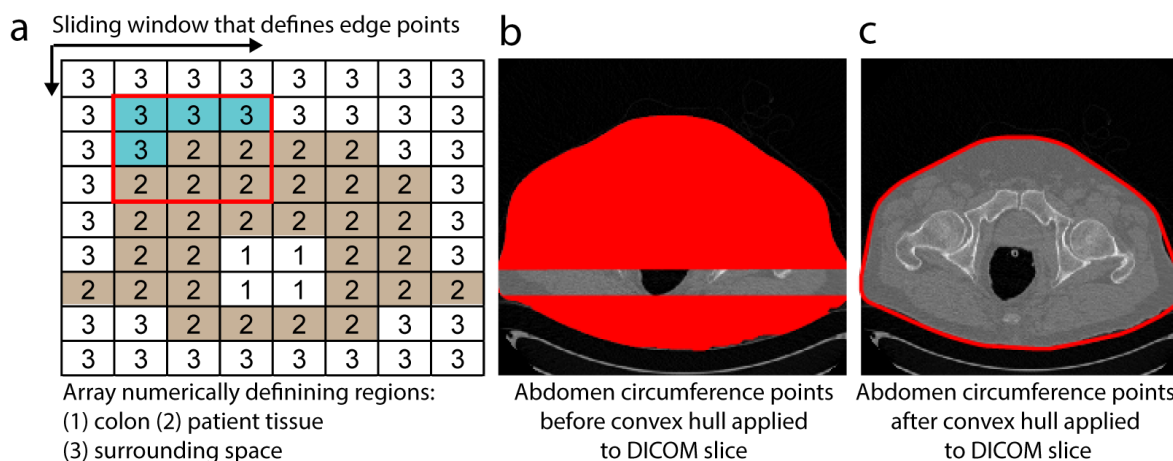 a
Sliding window that defines edge points
3 3 3 3 3 3 3 3
3 3 3 3 3 3 3 3
3 3 2 2 2 2 3 3
3 2 2 2 2 2 2 3
3 2 2 2 2 2 2 3
3 2 2 1 1 2 2 3
2 2 2 1 1 2 2 2
3 3 2 2 2 2 3 3
3 3 3 3 3 3 3 3
Array numerically definining regions:
(1) colon (2) patient tissue
(3) surrounding space
b
Abdomen circumference points
before convex hull applied
to DICOM slice
c
Abdomen circumference points
after convex hull applied
to DICOM slice